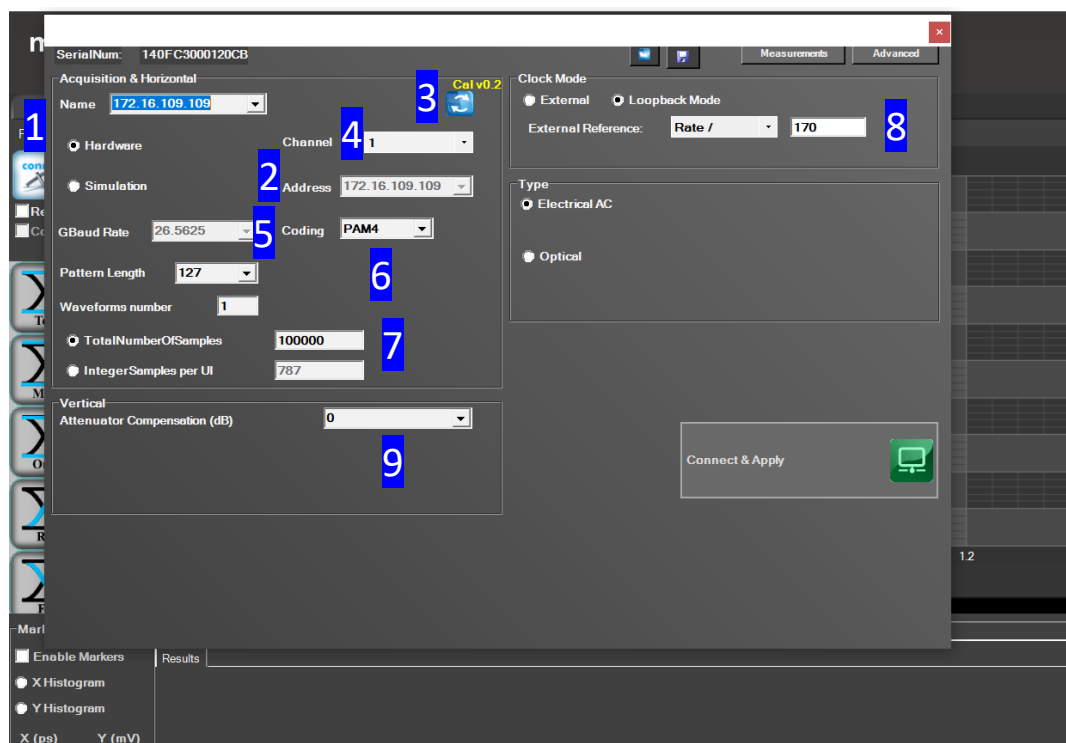 SerialNum: 140FC3000120CB
Measurements
Advanced
Acquisition & Horizontal
Cal v0.2
Name 172.16.109.109
3
1
Hardware
Channel 4 1
Simulation
2 Address 172.16.109.109
GBaud Rate 26.5625
5 Coding PAM4
Pattern Length 127
6
Waveforms number 1
TotalNumberOfSamples 100000
7
IntegerSamples per UI 787
Vertical
Attenuator Compensation (dB) 0
9
Clock Mode
External Loopback Mode
External Reference: Rate / 170
8
Type
Electrical AC
Optical
Connect & Apply
1.2
Enable Markers
Results
X Histogram
Y Histogram
X (ps) Y (mV)